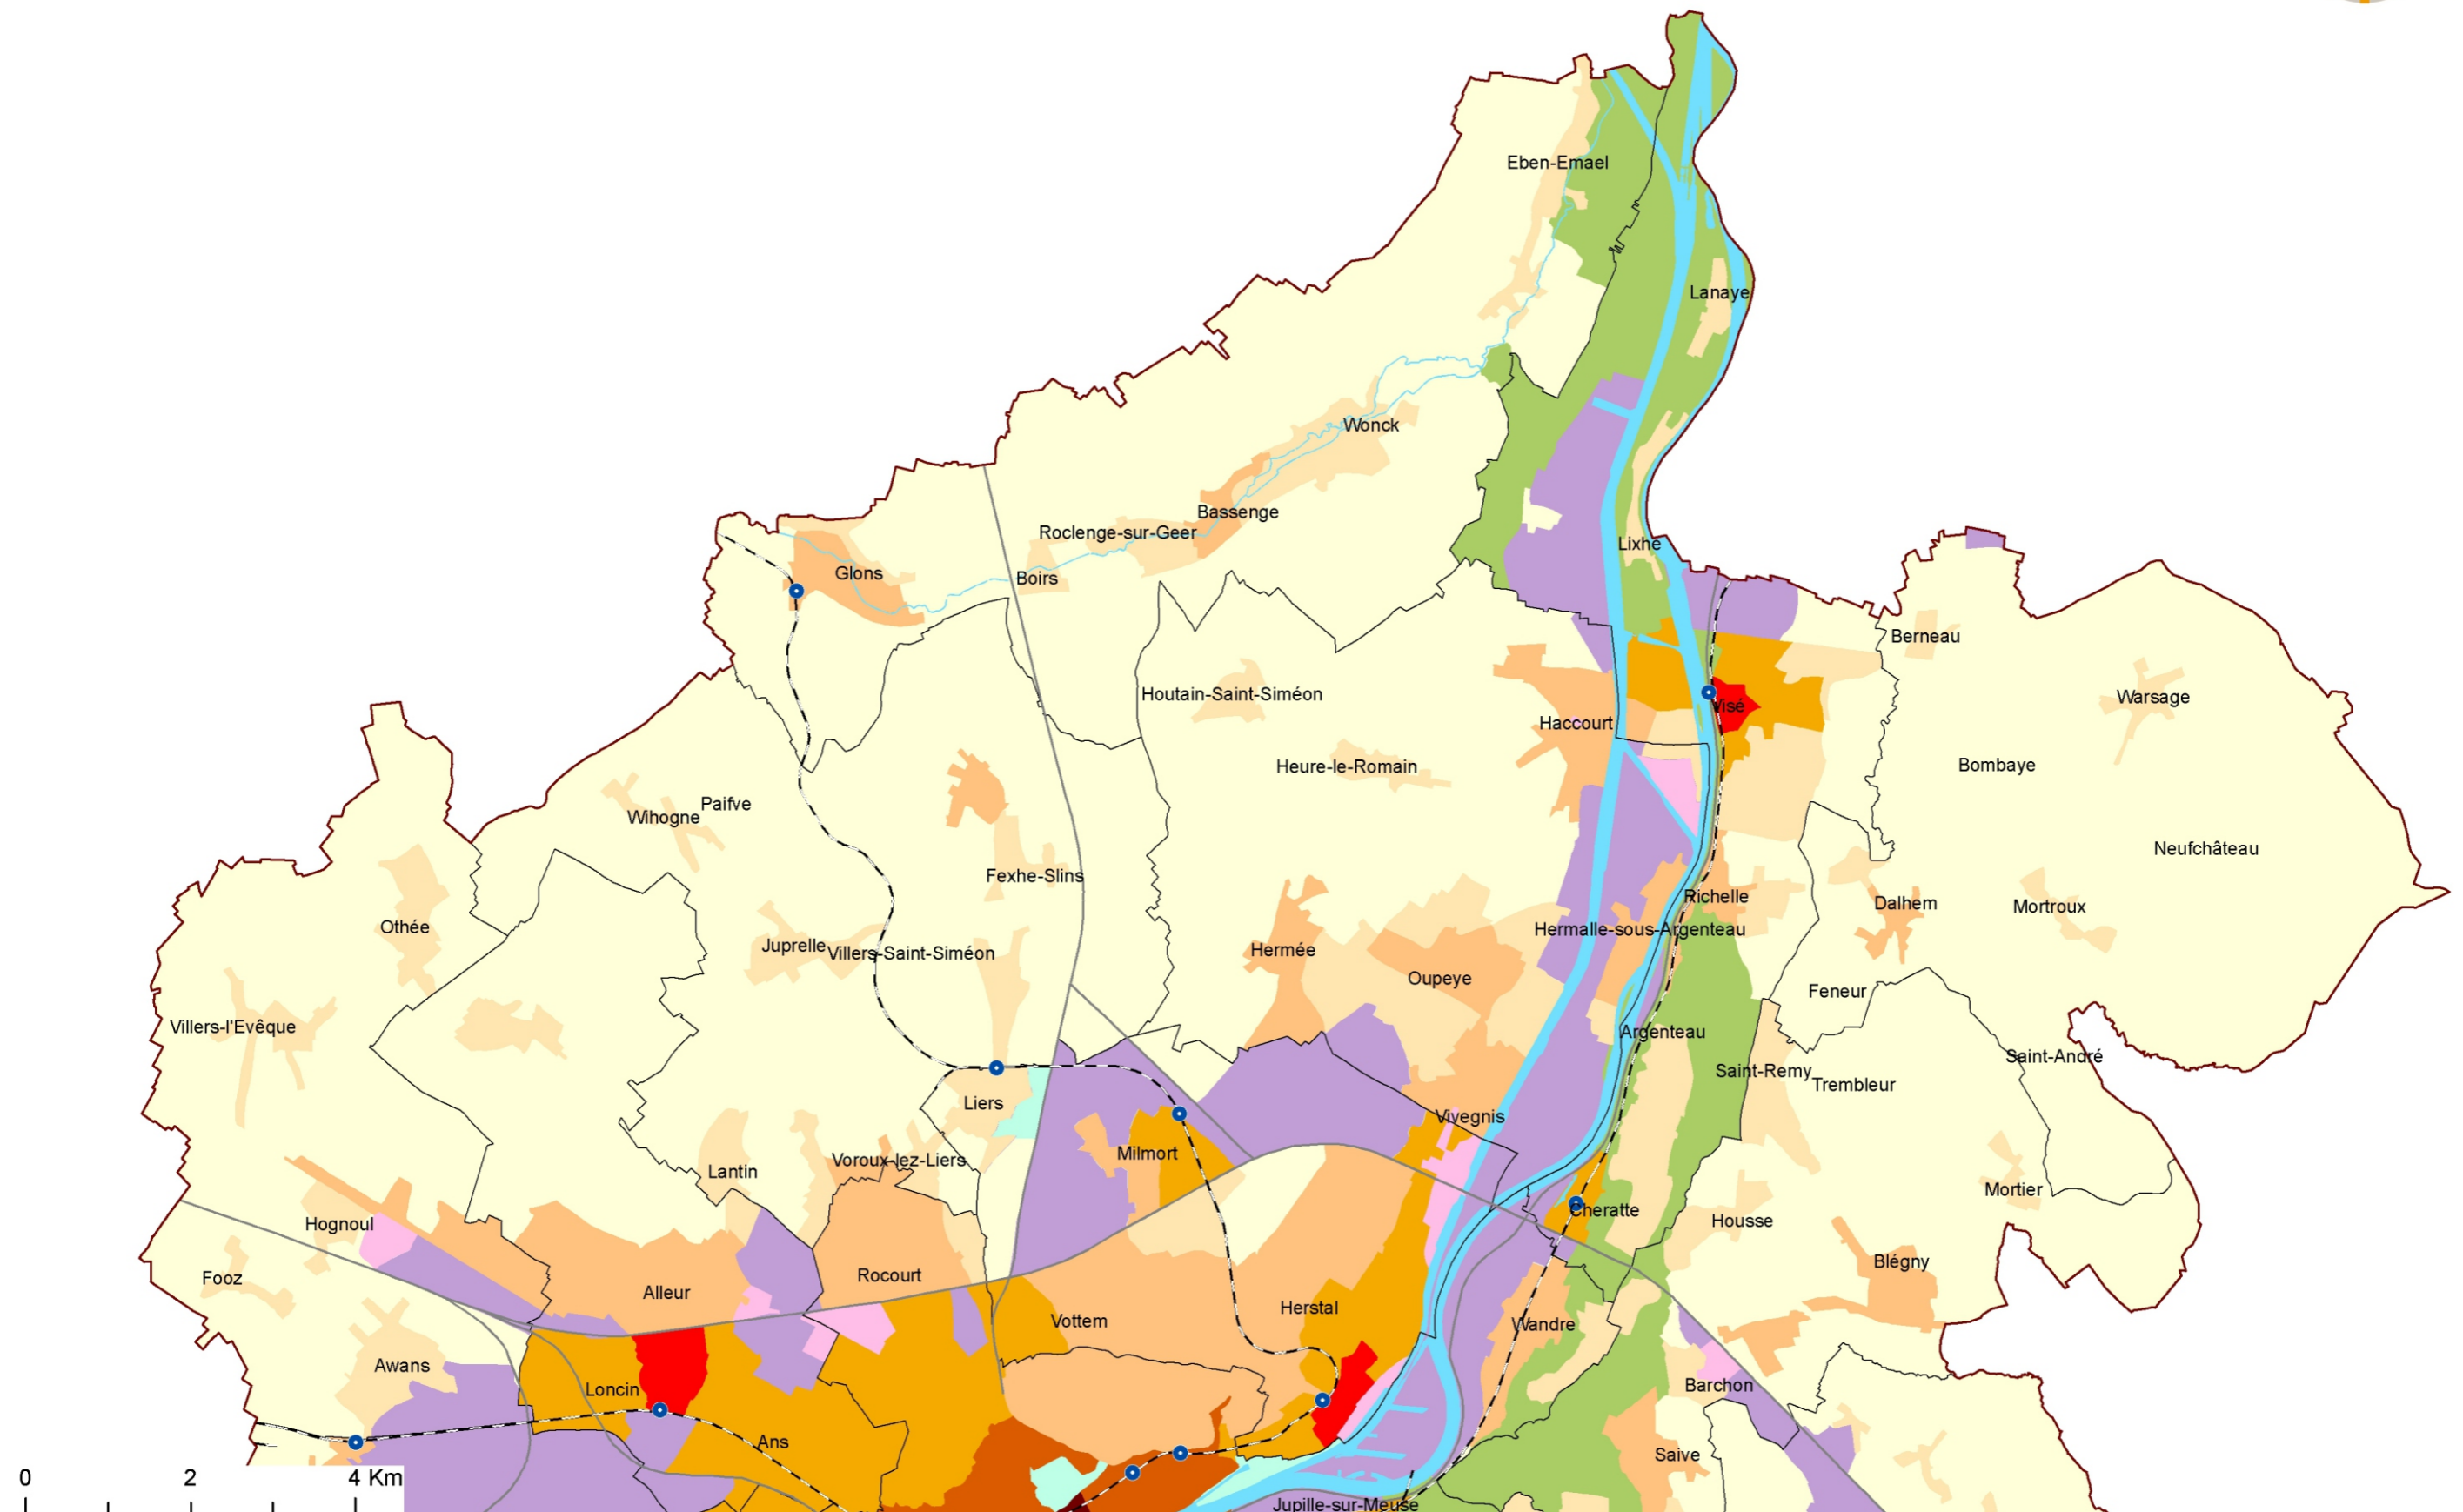 Eben-Emael
Lanaye
Wonck
Bassenge
Roclenge-sur-Geer
Lixhe
Glons
Boirs
Berneau
Houtain-Saint-Siméon
Warsage
Visé
Haccourt
Heure-le-Romain
Bombaye
Paifve
Wihogne
Neufchâteau
Fexhe-Slins
Richelle
Dalhem
Mortroux
Othée
Hermalle-sous-Argenteau
Juprelle
Villers-Saint-Siméon
Hermée
Oupeye
Feneur
Villers-l'Evêque
Argenteau
Saint-André
Saint-Remy
Trembleur
Liers
Vivegnis
Milmort
Voroux-lez-Liers
Lantin
Mortier
Cheratte
Housse
Hognoul
Blégny
Rocourt
Fooz
Alleur
Herstal
Vottem
Wandre
Awans
Barchon
Loncin
Ans
Saive
0 2 4 Km
Jupille-sur-Meuse